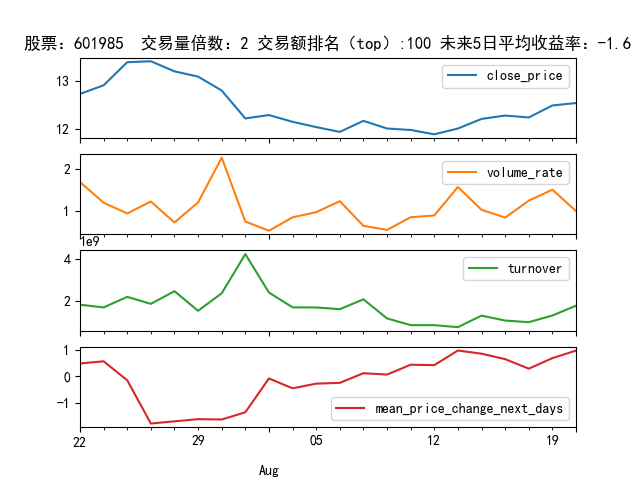 股票：601985  交易量倍数：2 交易额排名（top）:100 未来5日平均收益率：-1.6
13
12
close_price
2
1
volume_rate
1e9
4
2
turnover
1
0
-1
mean_price_change_next_days
22 29 05 12 19
Aug